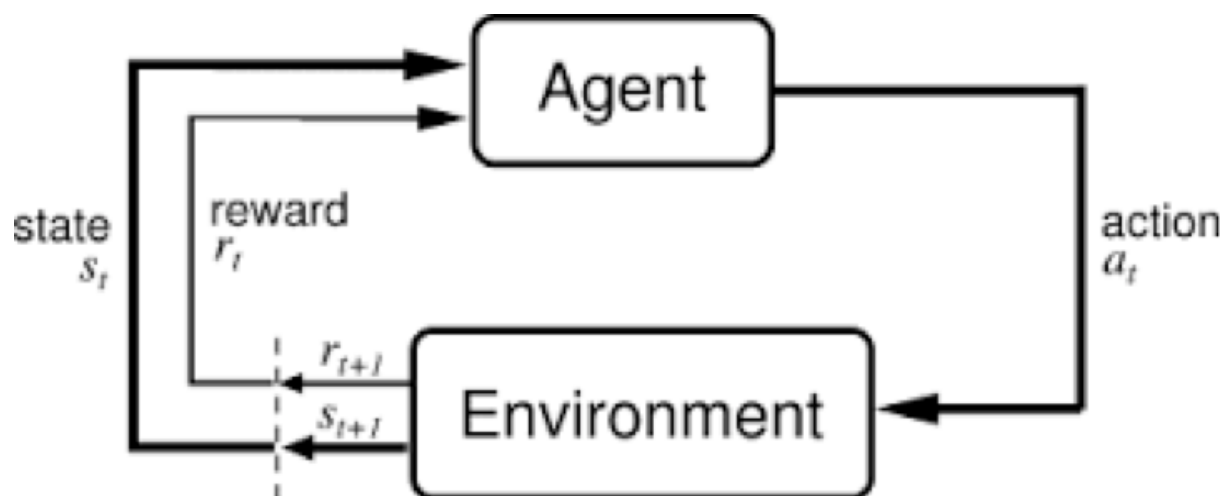 Agent
state
s_t
reward
r_t
action
a_t
r_{t+1}
s_{t+1}
Environment